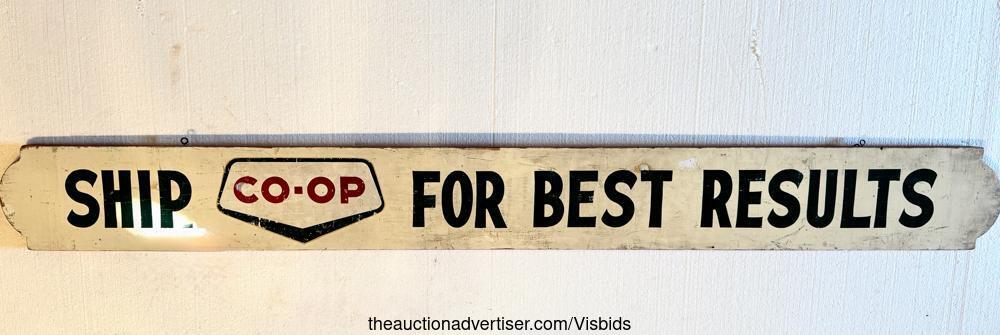 SHIP CO-OP FOR BEST RESULTS
theauctionadvertiser.com/Visbids